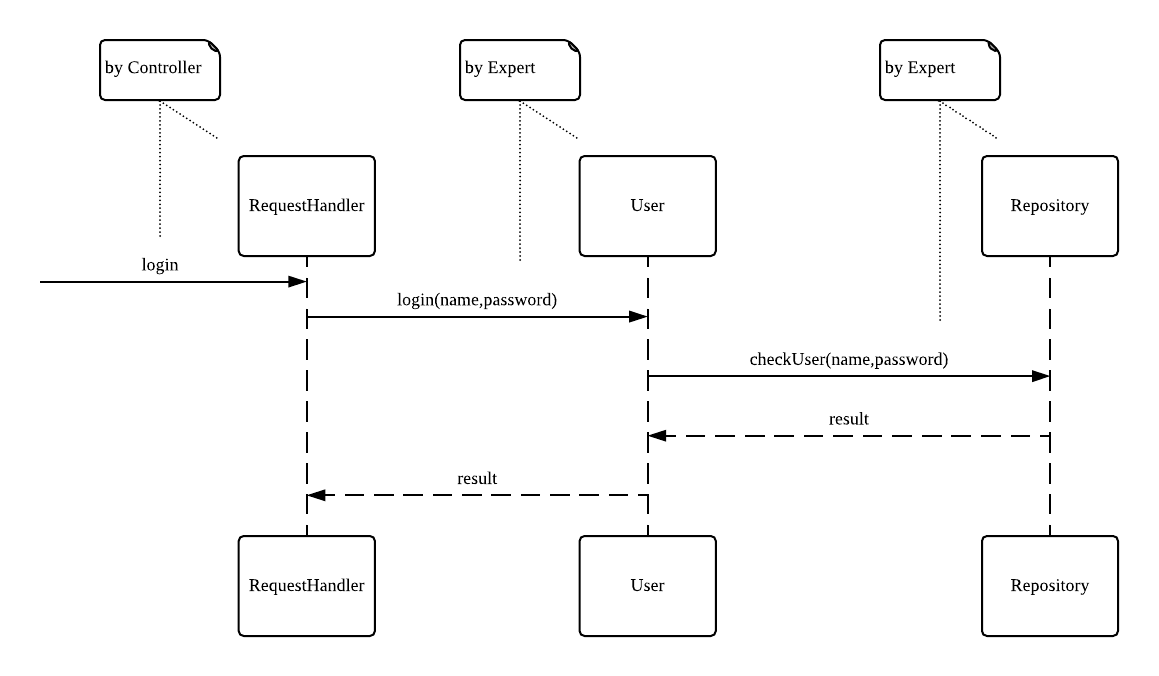 by Controller
by Expert
by Expert
RequestHandler
User
Repository
login
login(name,password)
checkUser(name,password)
result
result
RequestHandler
User
Repository